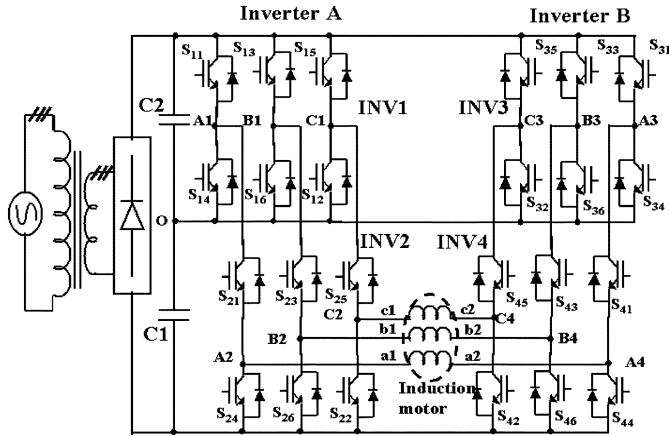 Inverter A
Inverter B
S11
S13
S15
S35
S33
S31
C2
INV1
INV3
A1
B1
C1
C3
B3
A3
S14
S16
S12
S32
S36
S34
O
INV2
INV4
S21
S23
S25
S45
S43
S41
C1
C2
c1
c2
C4
B2
b1
b2
B4
A2
a1
a2
A4
Induction
motor
S24
S26
S22
S42
S46
S44